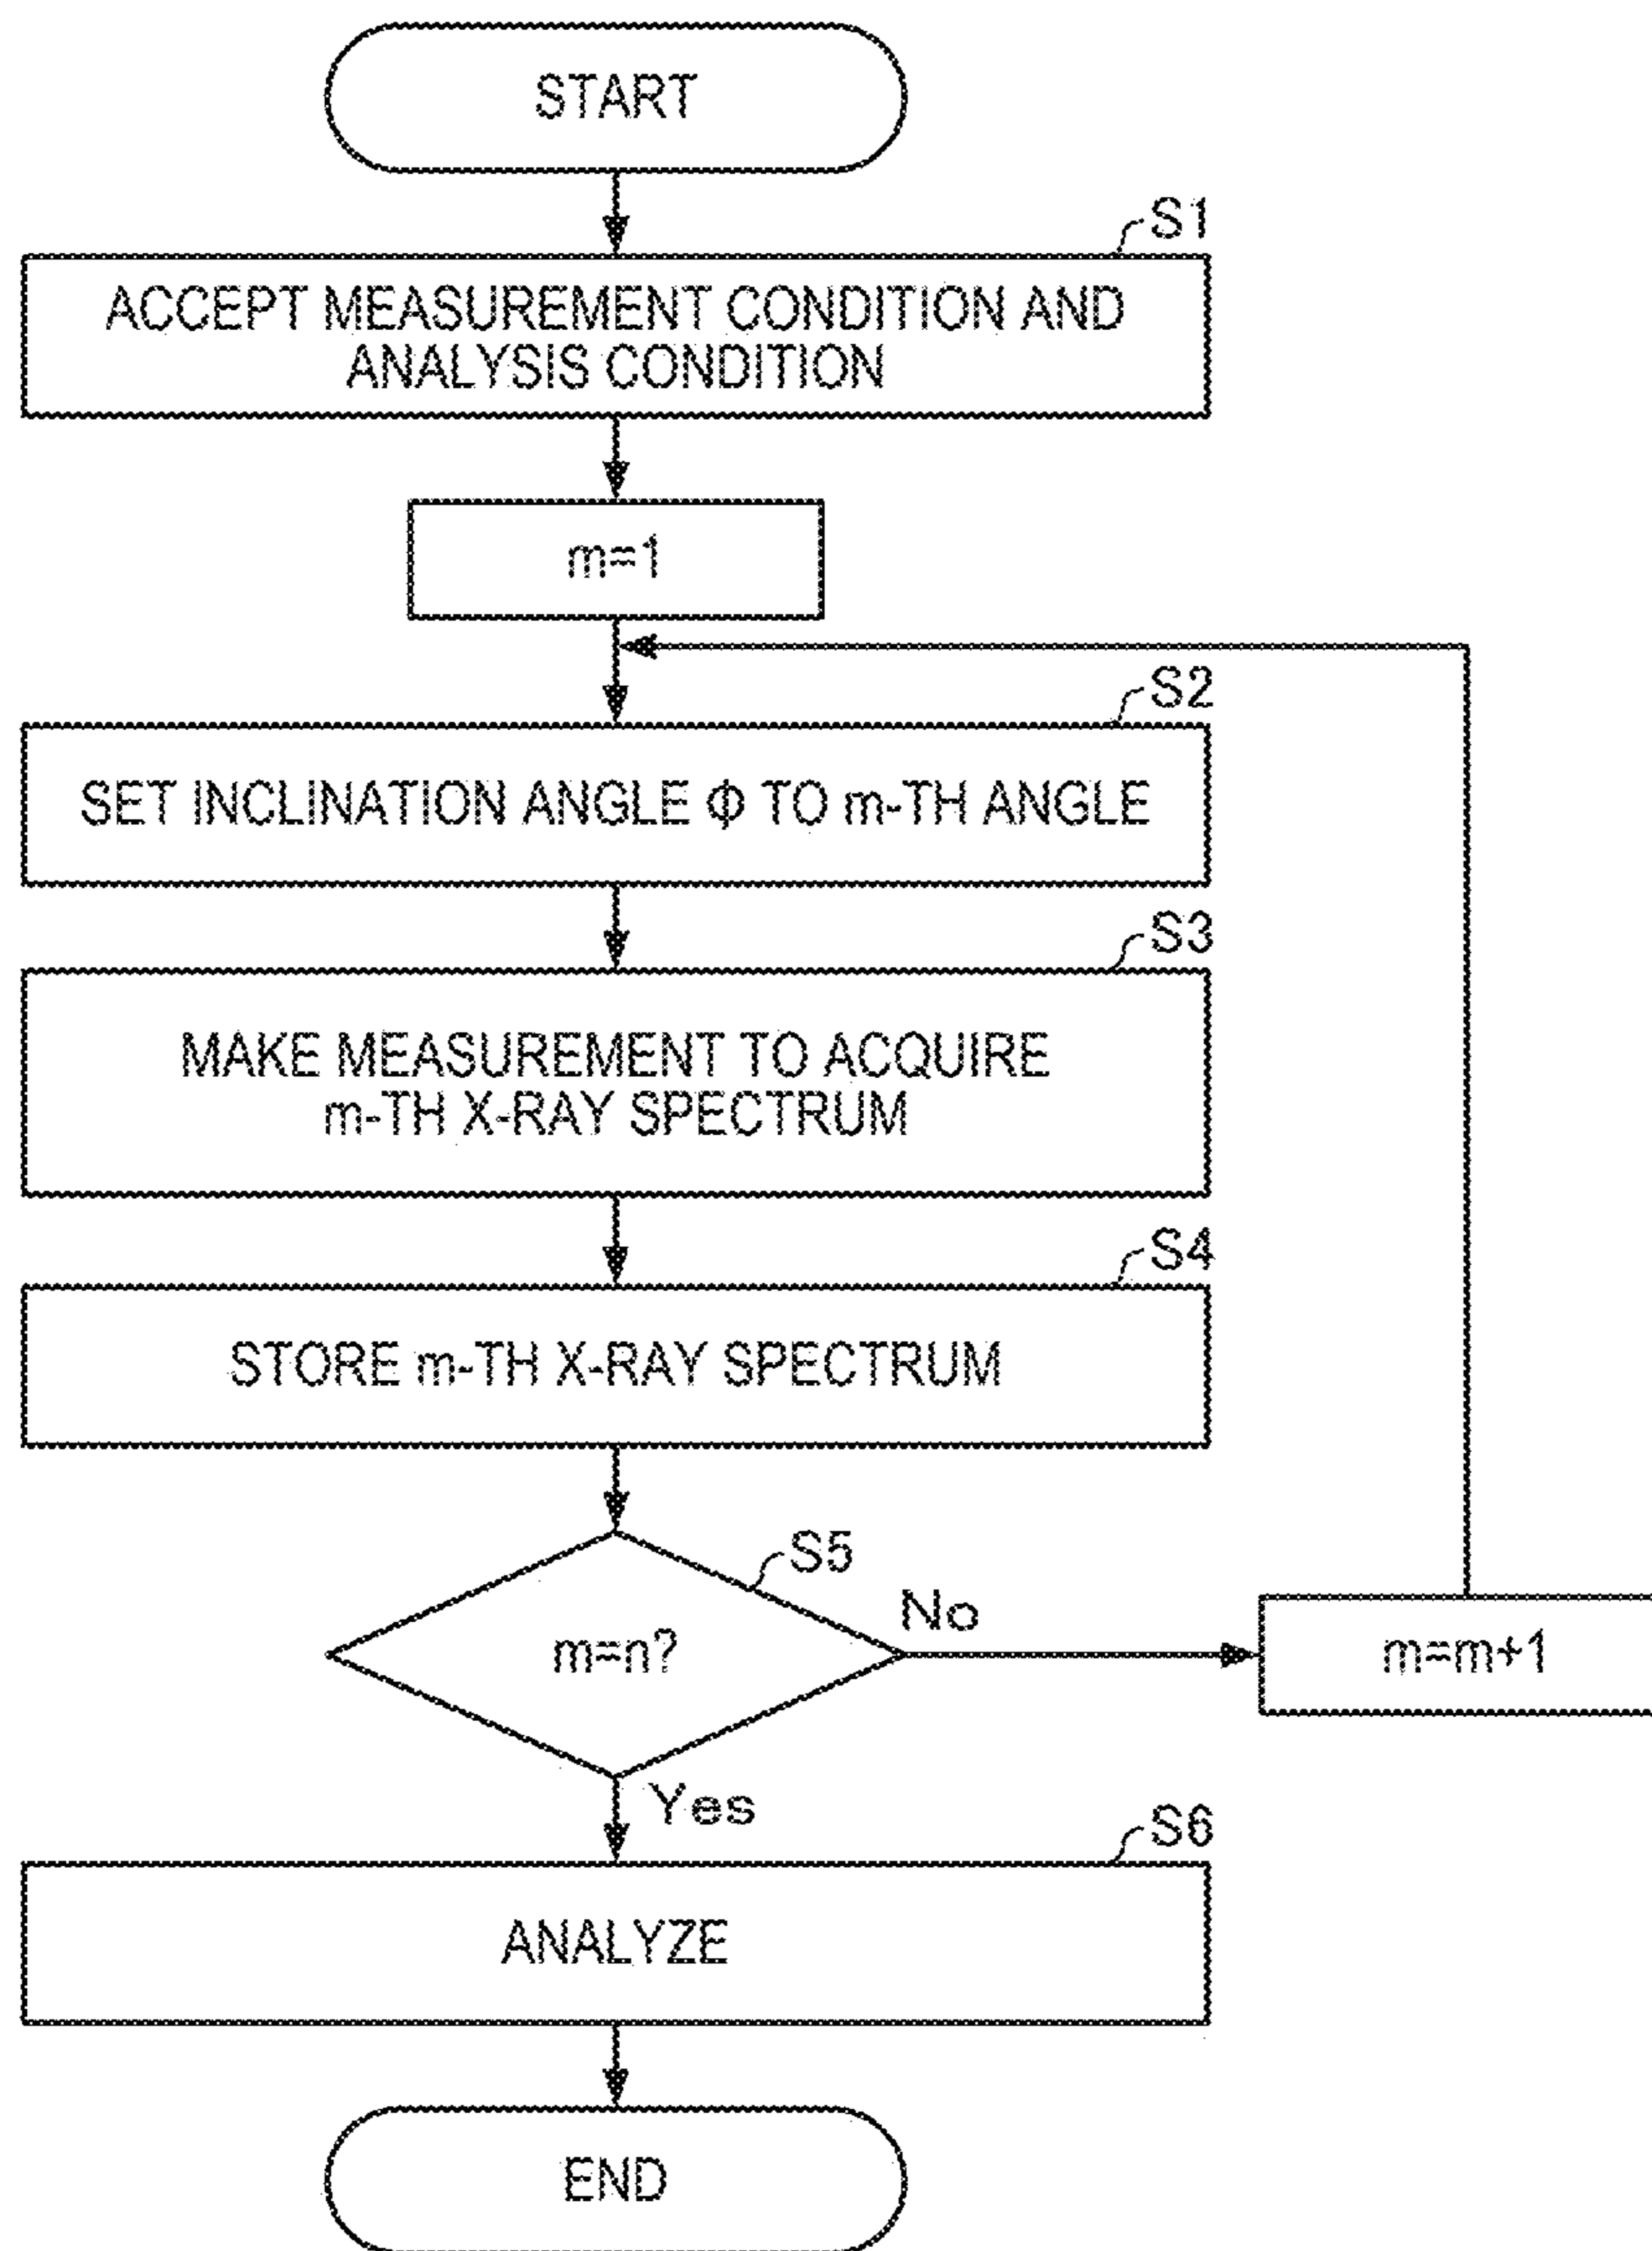 START
S1
ACCEPT MEASUREMENT CONDITION AND
ANALYSIS CONDITION
m=1
S2
SET INCLINATION ANGLE Φ TO m-TH ANGLE
S3
MAKE MEASUREMENT TO ACQUIRE
m-TH X-RAY SPECTRUM
S4
STORE m-TH X-RAY SPECTRUM
S5
m=n?
No
m=m+1
Yes
S6
ANALYZE
END